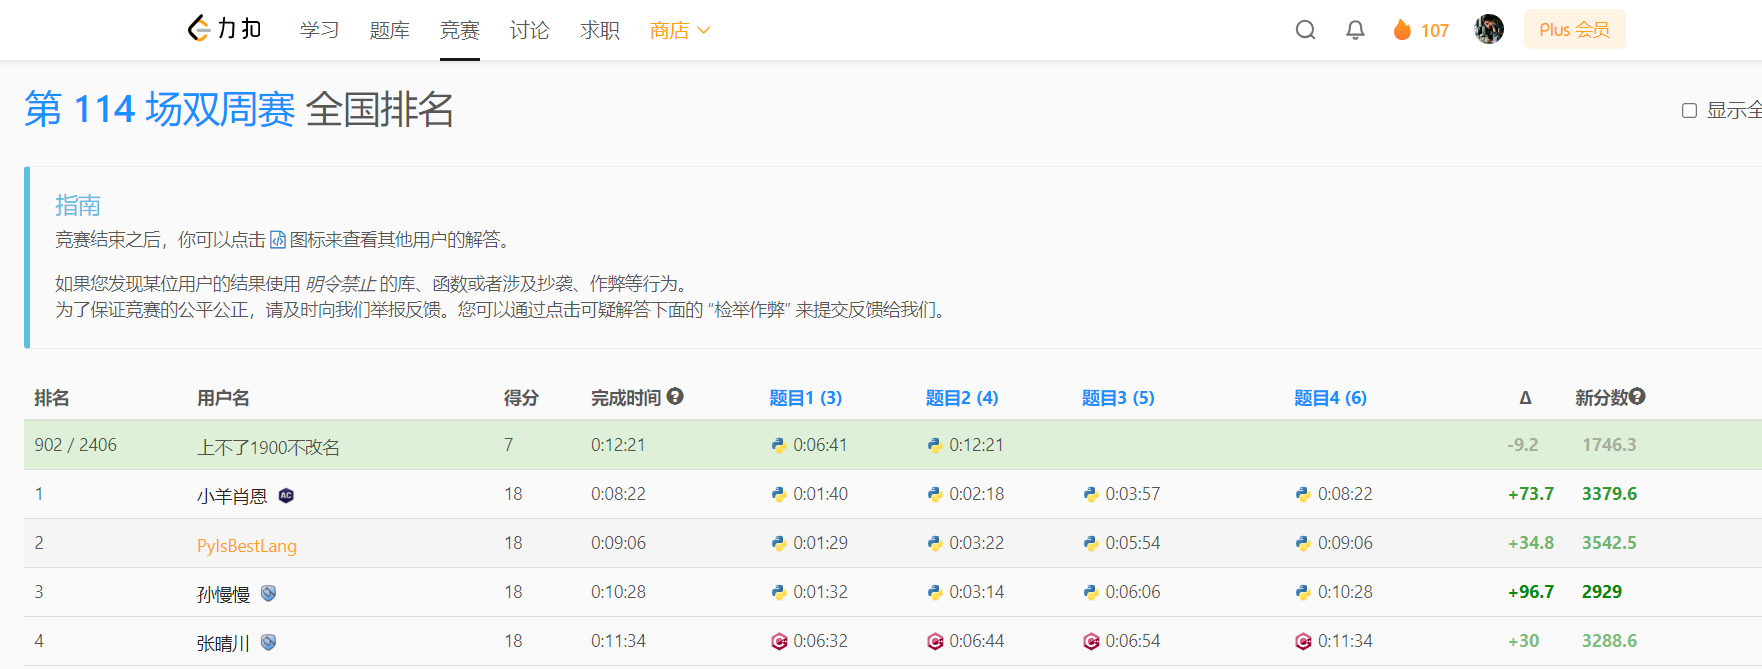 力扣 学习 题库 竞赛 讨论 求职 商店 107 Plus 会员
第 114 场双周赛 全国排名 显示全
指南
竞赛结束之后，你可以点击 图标来查看其他用户的解答。
如果您发现某位用户的结果使用 明令禁止 的库、函数或者涉及抄袭、作弊等行为。
为了保证竞赛的公平公正，请及时向我们举报反馈。您可以通过点击可疑解答下面的 “检举作弊” 来提交反馈给我们。
排名 用户名 得分 完成时间 题目1 (3) 题目2 (4) 题目3 (5) 题目4 (6) Δ 新分数
902 / 2406 上不了1900不改名 7 0:12:21 0:06:41 0:12:21 -9.2 1746.3
1 小羊肖恩 AC 18 0:08:22 0:01:40 0:02:18 0:03:57 0:08:22 +73.7 3379.6
2 PyIsBestLang 18 0:09:06 0:01:29 0:03:22 0:05:54 0:09:06 +34.8 3542.5
3 孙慢慢 18 0:10:28 0:01:32 0:03:14 0:06:06 0:10:28 +96.7 2929
4 张晴川 18 0:11:34 0:06:32 0:06:44 0:06:54 0:11:34 +30 3288.6